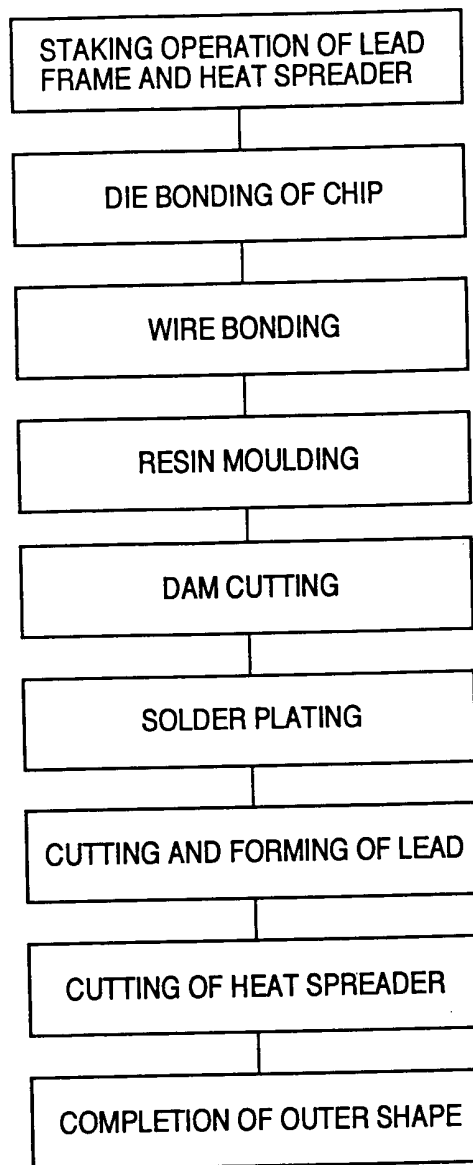 STAKING OPERATION OF LEAD
FRAME AND HEAT SPREADER
DIE BONDING OF CHIP
WIRE BONDING
RESIN MOULDING
DAM CUTTING
SOLDER PLATING
CUTTING AND FORMING OF LEAD
CUTTING OF HEAT SPREADER
COMPLETION OF OUTER SHAPE